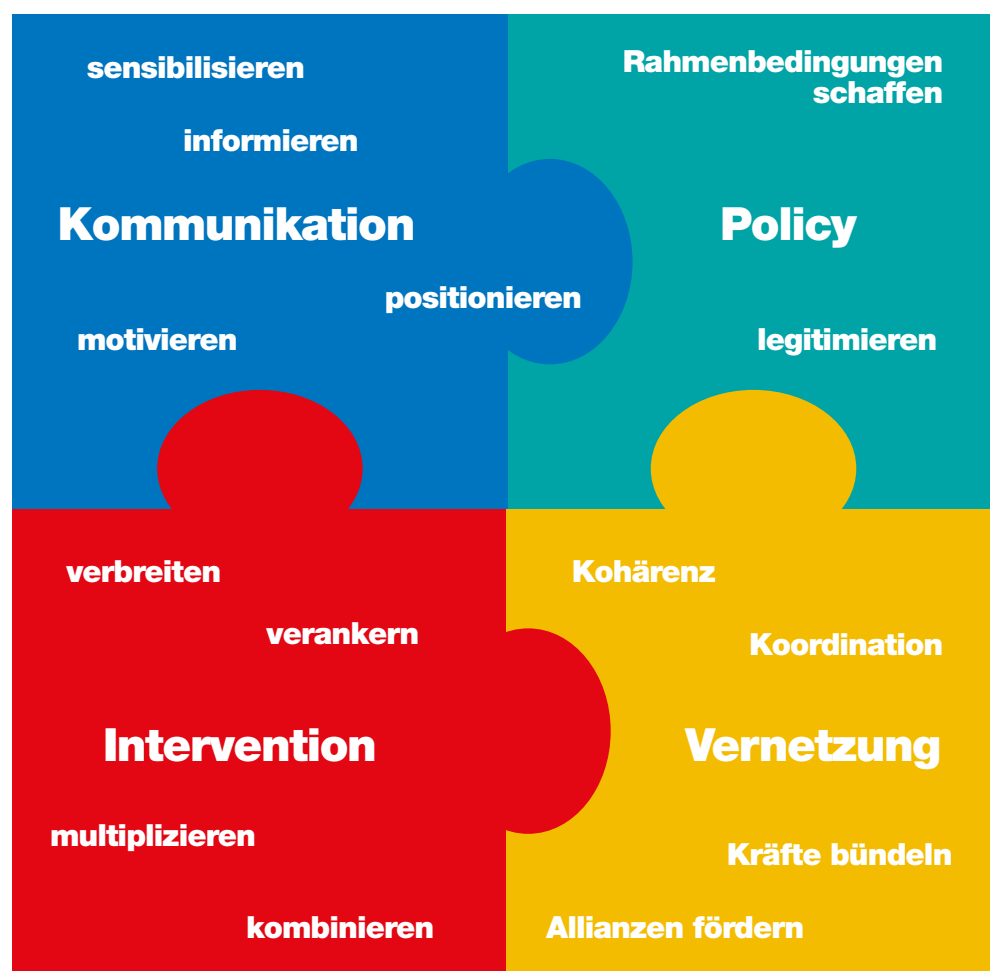 sensibilisieren
informieren
Kommunikation
positionieren
motivieren
Rahmenbedingungen
schaffen
Policy
legitimieren
verbreiten
verankern
Intervention
multiplizieren
kombinieren
Kohärenz
Koordination
Vernetzung
Kräfte bündeln
Allianzen fördern